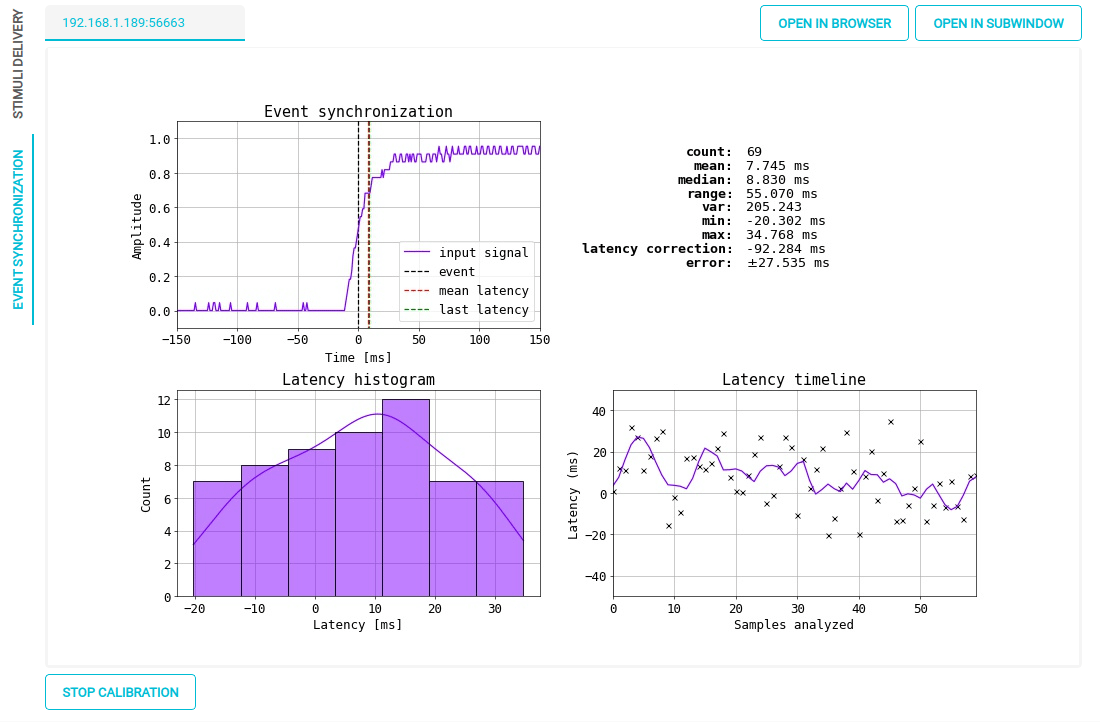 STIMULI DELIVERY
EVENT SYNCHRONIZATION
192.168.1.189:56663
OPEN IN BROWSER
OPEN IN SUBWINDOW
Event synchronization
Amplitude
1.0
0.8
0.6
0.4
0.2
0.0
input signal
event
mean latency
last latency
−150 −100 −50 0 50 100 150
Time [ms]
count: 69
mean: 7.745 ms
median: 8.830 ms
range: 55.070 ms
var: 205.243
min: -20.302 ms
max: 34.768 ms
latency correction: -92.284 ms
error: ±27.535 ms
Latency histogram
Count
12
10
8
6
4
2
0
−20 −10 0 10 20 30
Latency [ms]
Latency timeline
Latency (ms)
40
20
0
−20
−40
0 10 20 30 40 50
Samples analyzed
STOP CALIBRATION